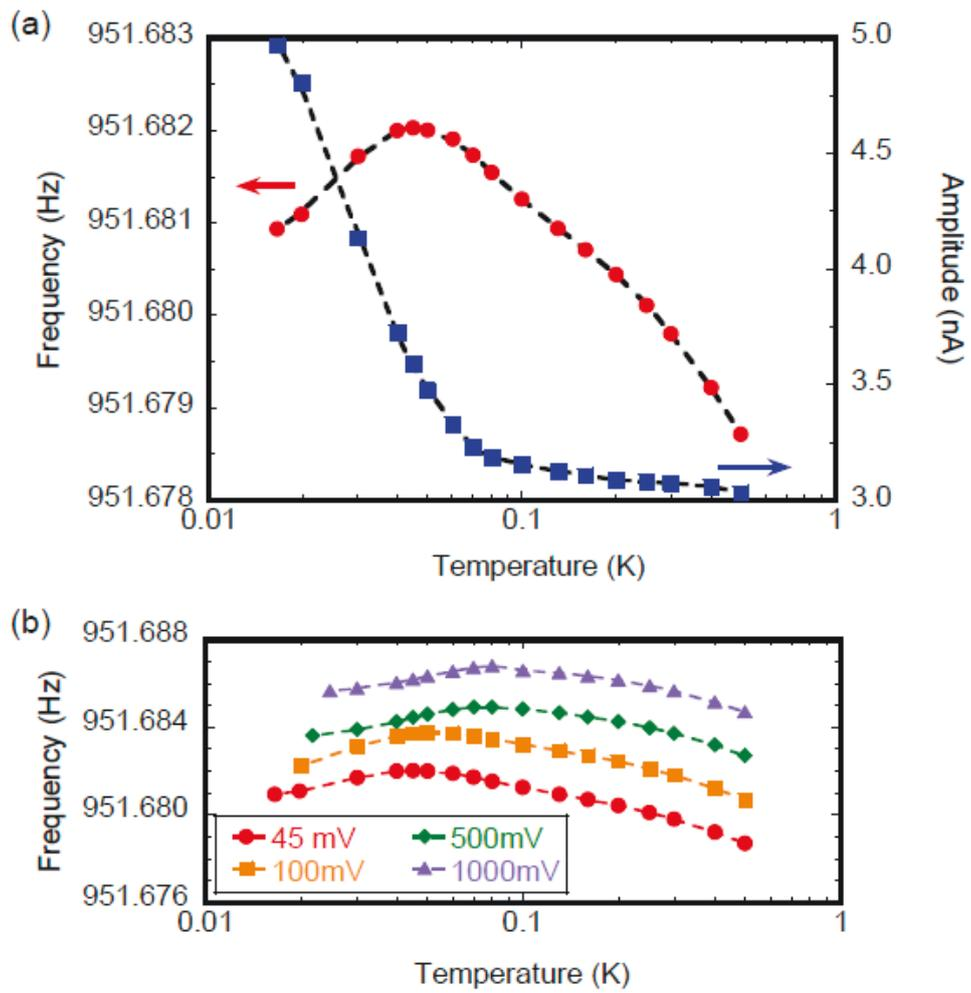 (a)
951.683
951.682
951.681
951.680
951.679
951.678
Frequency (Hz)
5.0
4.5
4.0
3.5
3.0
Amplitude (nA)
0.01
0.1
1
Temperature (K)
(b)
951.688
951.684
951.680
951.676
Frequency (Hz)
45 mV
500mV
100mV
1000mV
0.01
0.1
1
Temperature (K)